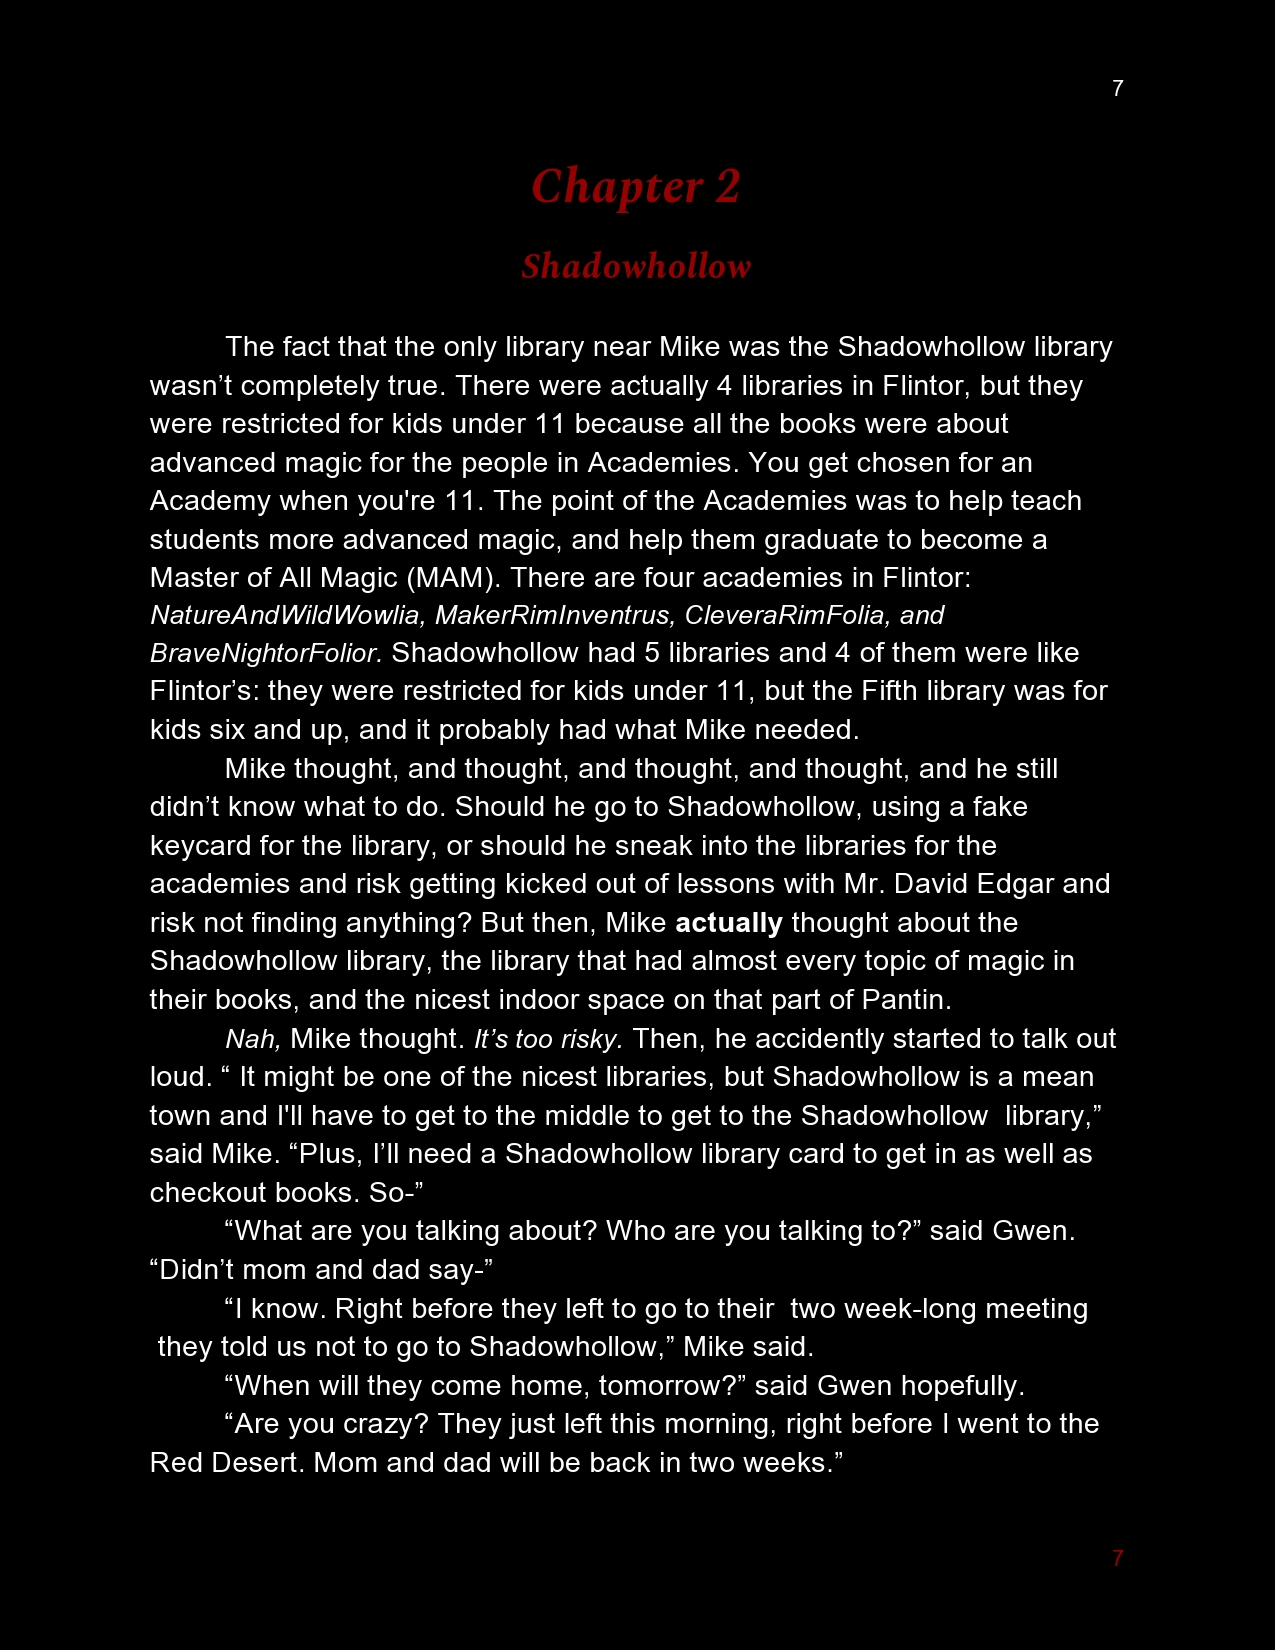 7
Chapter 2
Shadowhollow
The fact that the only library near Mike was the Shadowhollow library
wasn’t completely true. There were actually 4 libraries in Flintor, but they
were restricted for kids under 11 because all the books were about
advanced magic for the people in Academies. You get chosen for an
Academy when you're 11. The point of the Academies was to help teach
students more advanced magic, and help them graduate to become a
Master of All Magic (MAM). There are four academies in Flintor:
NatureAndWildWowlia, MakerRimInventrus, CleveraRimFolia, and
BraveNightorFolior. Shadowhollow had 5 libraries and 4 of them were like
Flintor’s: they were restricted for kids under 11, but the Fifth library was for
kids six and up, and it probably had what Mike needed.
Mike thought, and thought, and thought, and thought, and he still
didn’t know what to do. Should he go to Shadowhollow, using a fake
keycard for the library, or should he sneak into the libraries for the
academies and risk getting kicked out of lessons with Mr. David Edgar and
risk not finding anything? But then, Mike actually thought about the
Shadowhollow library, the library that had almost every topic of magic in
their books, and the nicest indoor space on that part of Pantin.
Nah, Mike thought. It’s too risky. Then, he accidently started to talk out
loud. “ It might be one of the nicest libraries, but Shadowhollow is a mean
town and I'll have to get to the middle to get to the Shadowhollow  library,”
said Mike. “Plus, I’ll need a Shadowhollow library card to get in as well as
checkout books. So-”
“What are you talking about? Who are you talking to?” said Gwen.
“Didn’t mom and dad say-”
“I know. Right before they left to go to their  two week-long meeting
they told us not to go to Shadowhollow,” Mike said.
“When will they come home, tomorrow?” said Gwen hopefully.
“Are you crazy? They just left this morning, right before I went to the
Red Desert. Mom and dad will be back in two weeks.”
7